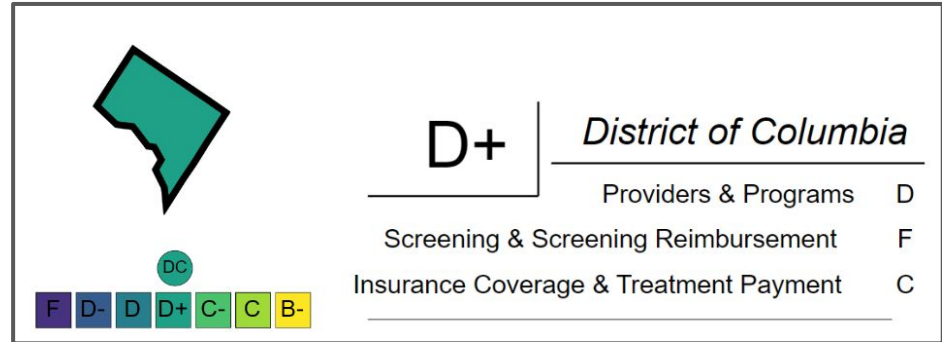 D+
District of Columbia
Providers & Programs D
Screening & Screening Reimbursement F
Insurance Coverage & Treatment Payment C
DC
F D- D D+ C- C B-